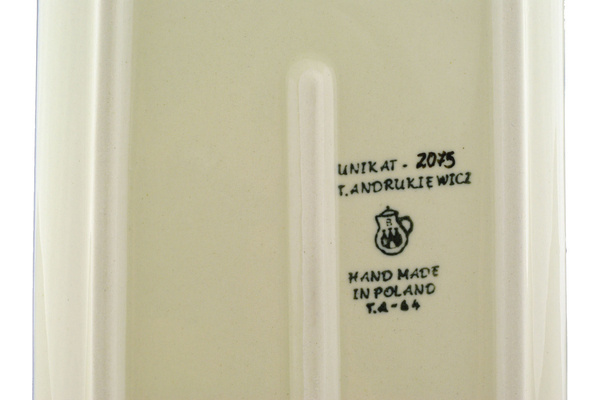 UNIKAT - 2075
T. ANDRUKIEWICZ
B
HAND MADE
IN POLAND
T.A-64